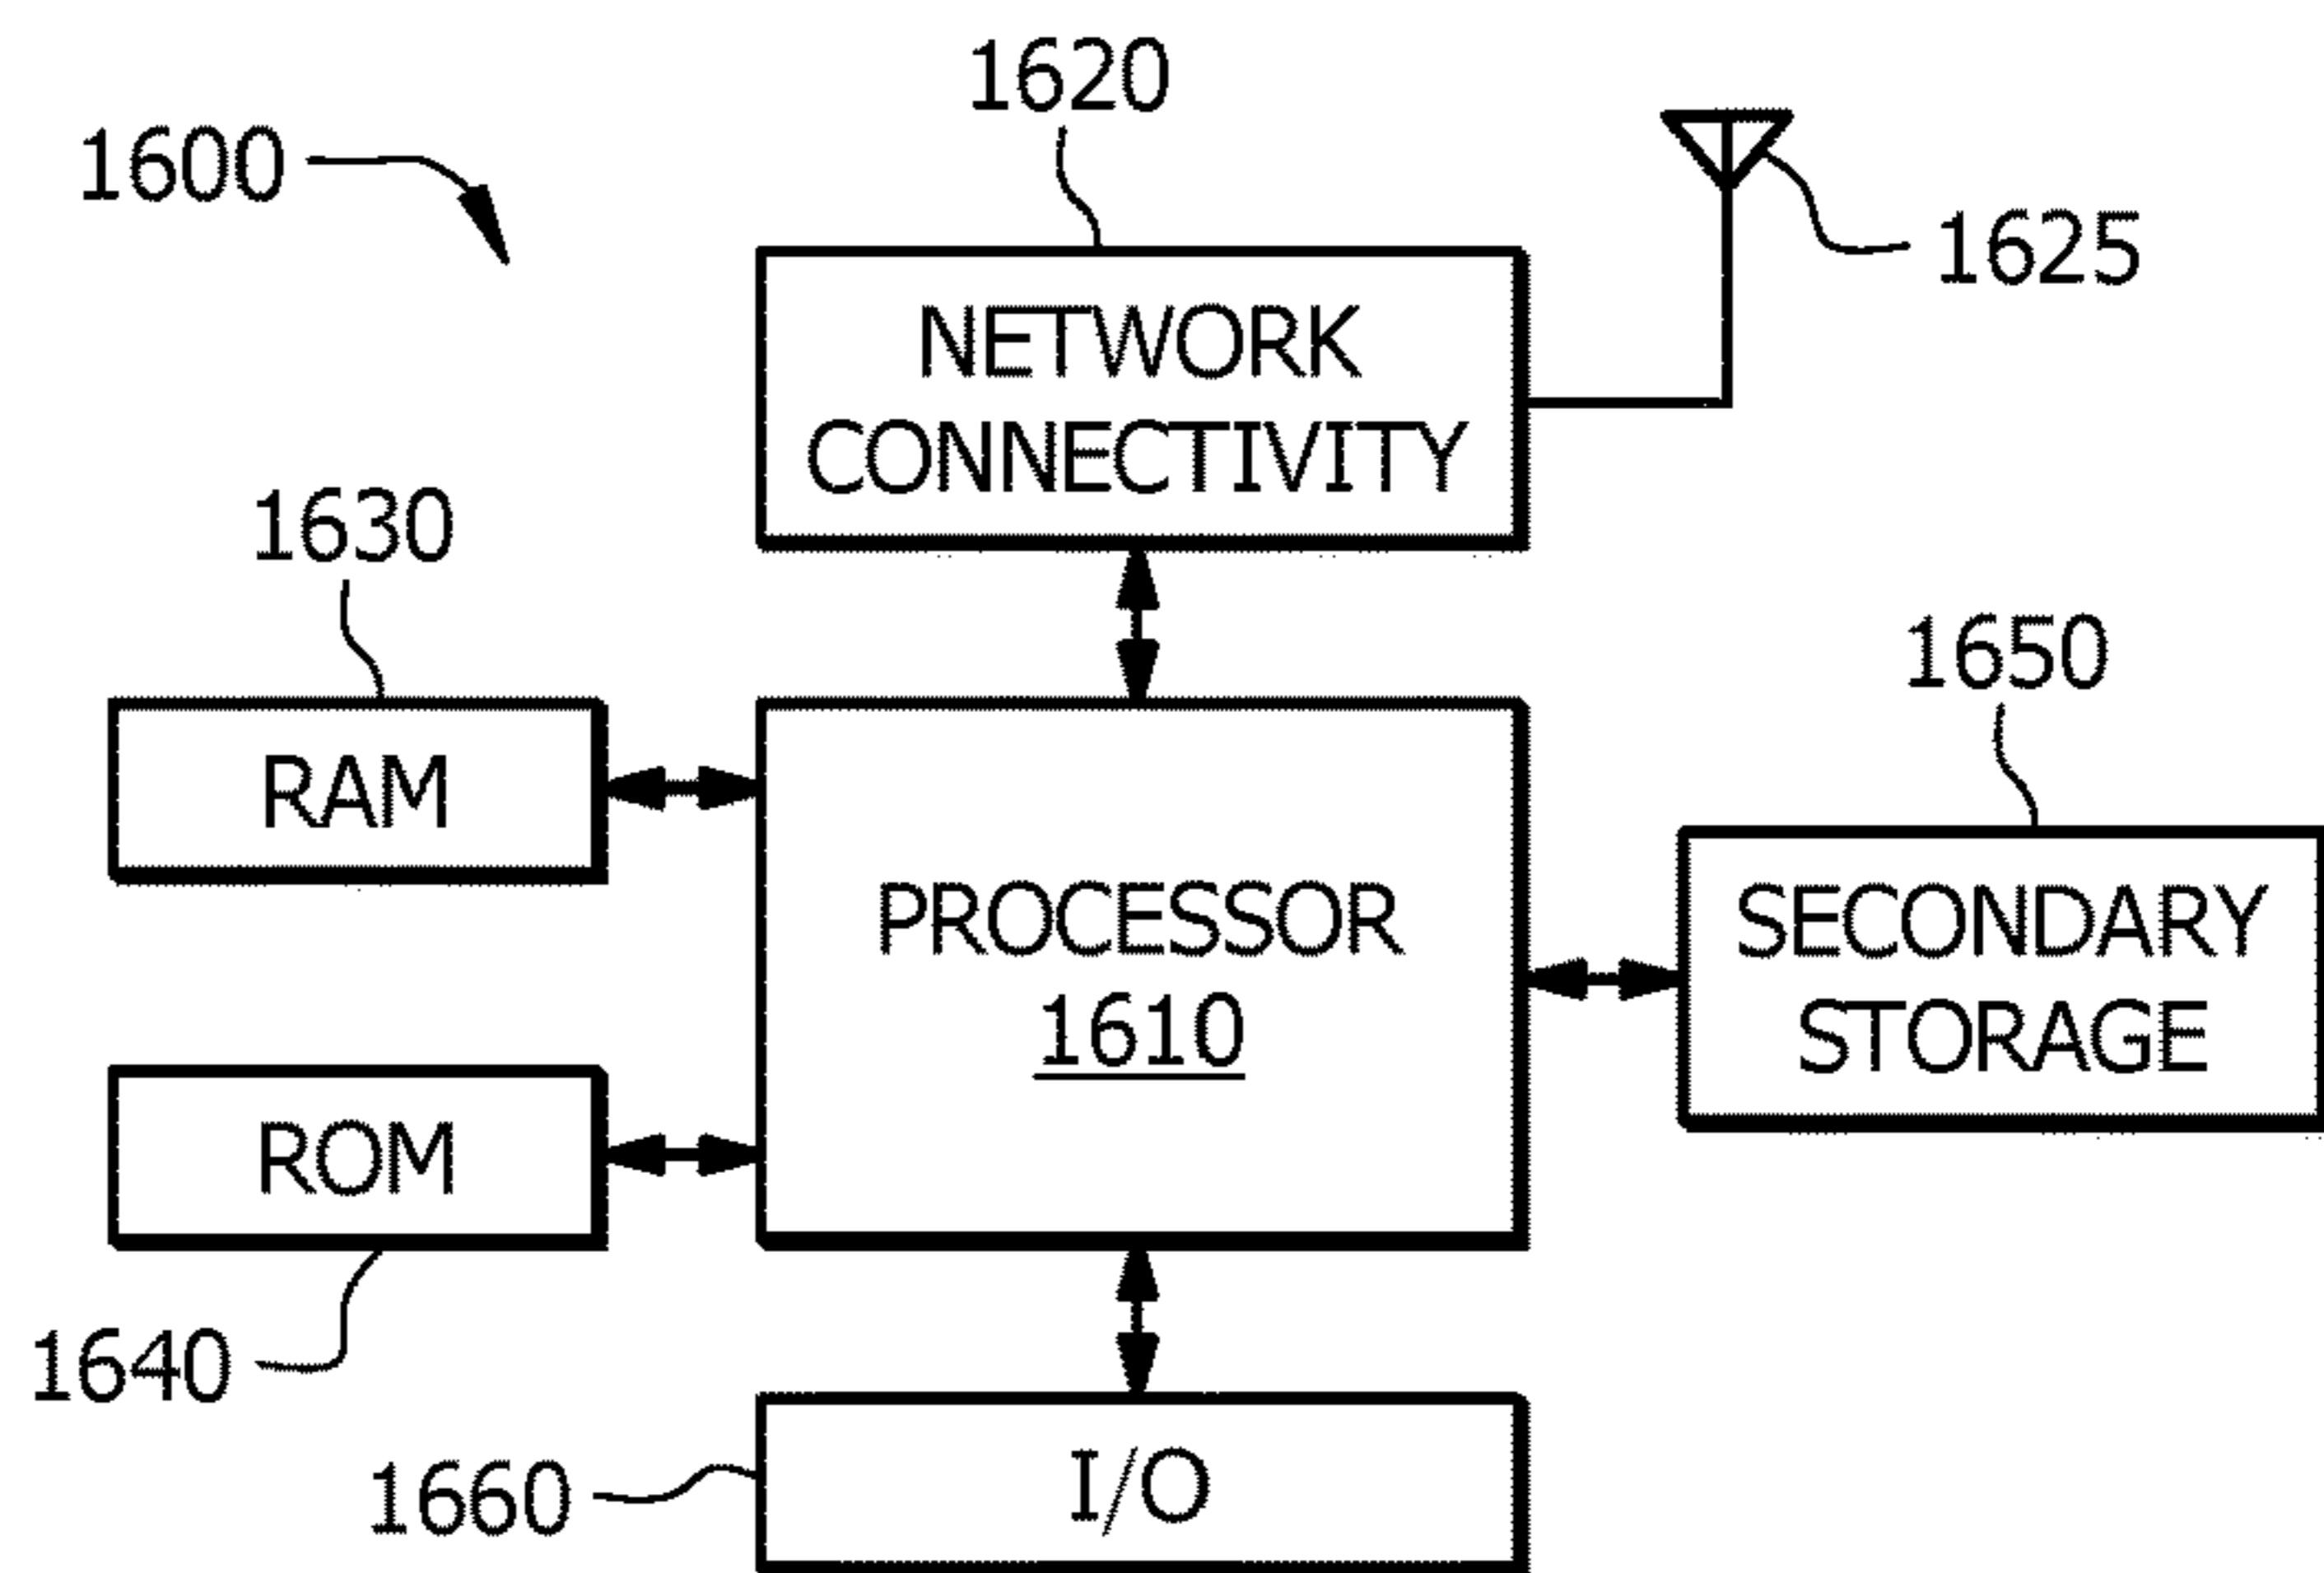 1620
1600
1625
NETWORK
CONNECTIVITY
1630
1650
RAM
PROCESSOR
1610
SECONDARY
STORAGE
ROM
1640
1660
I/O